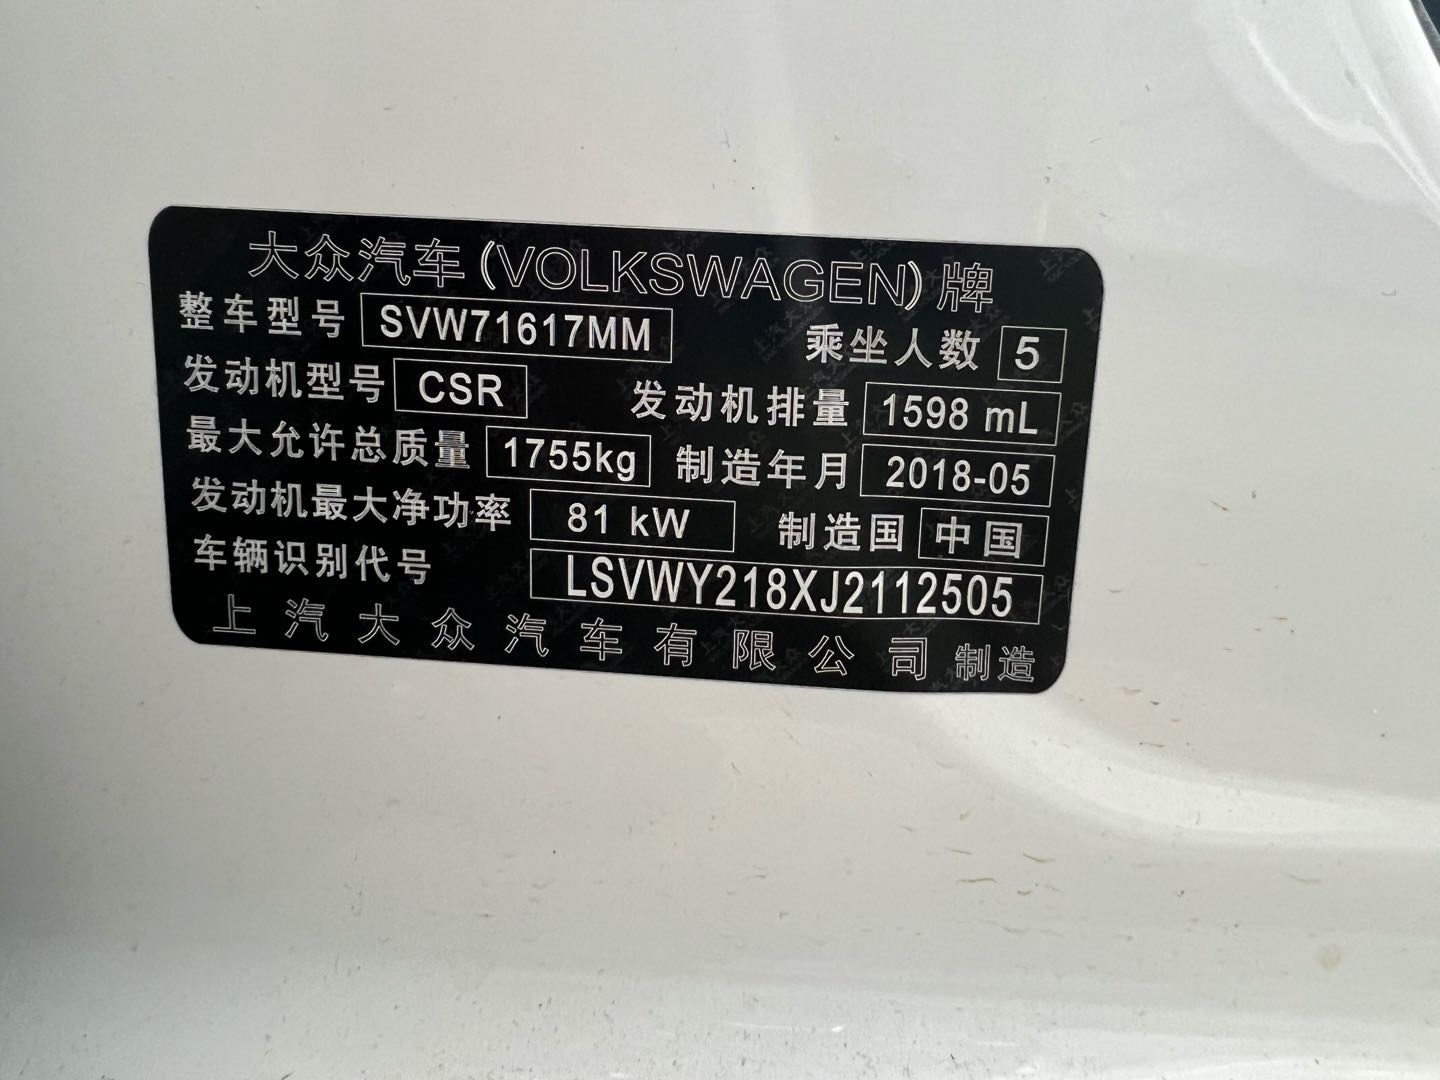 大众汽车(VOLKSWAGEN)牌
整车型号 SVW71617MM 乘坐人数 5
发动机型号 CSR 发动机排量 1598 mL
最大允许总质量 1755kg 制造年月 2018-05
发动机最大净功率 81 kW 制造国 中国
车辆识别代号 LSVWY218XJ2112505
上汽大众汽车有限公司制造